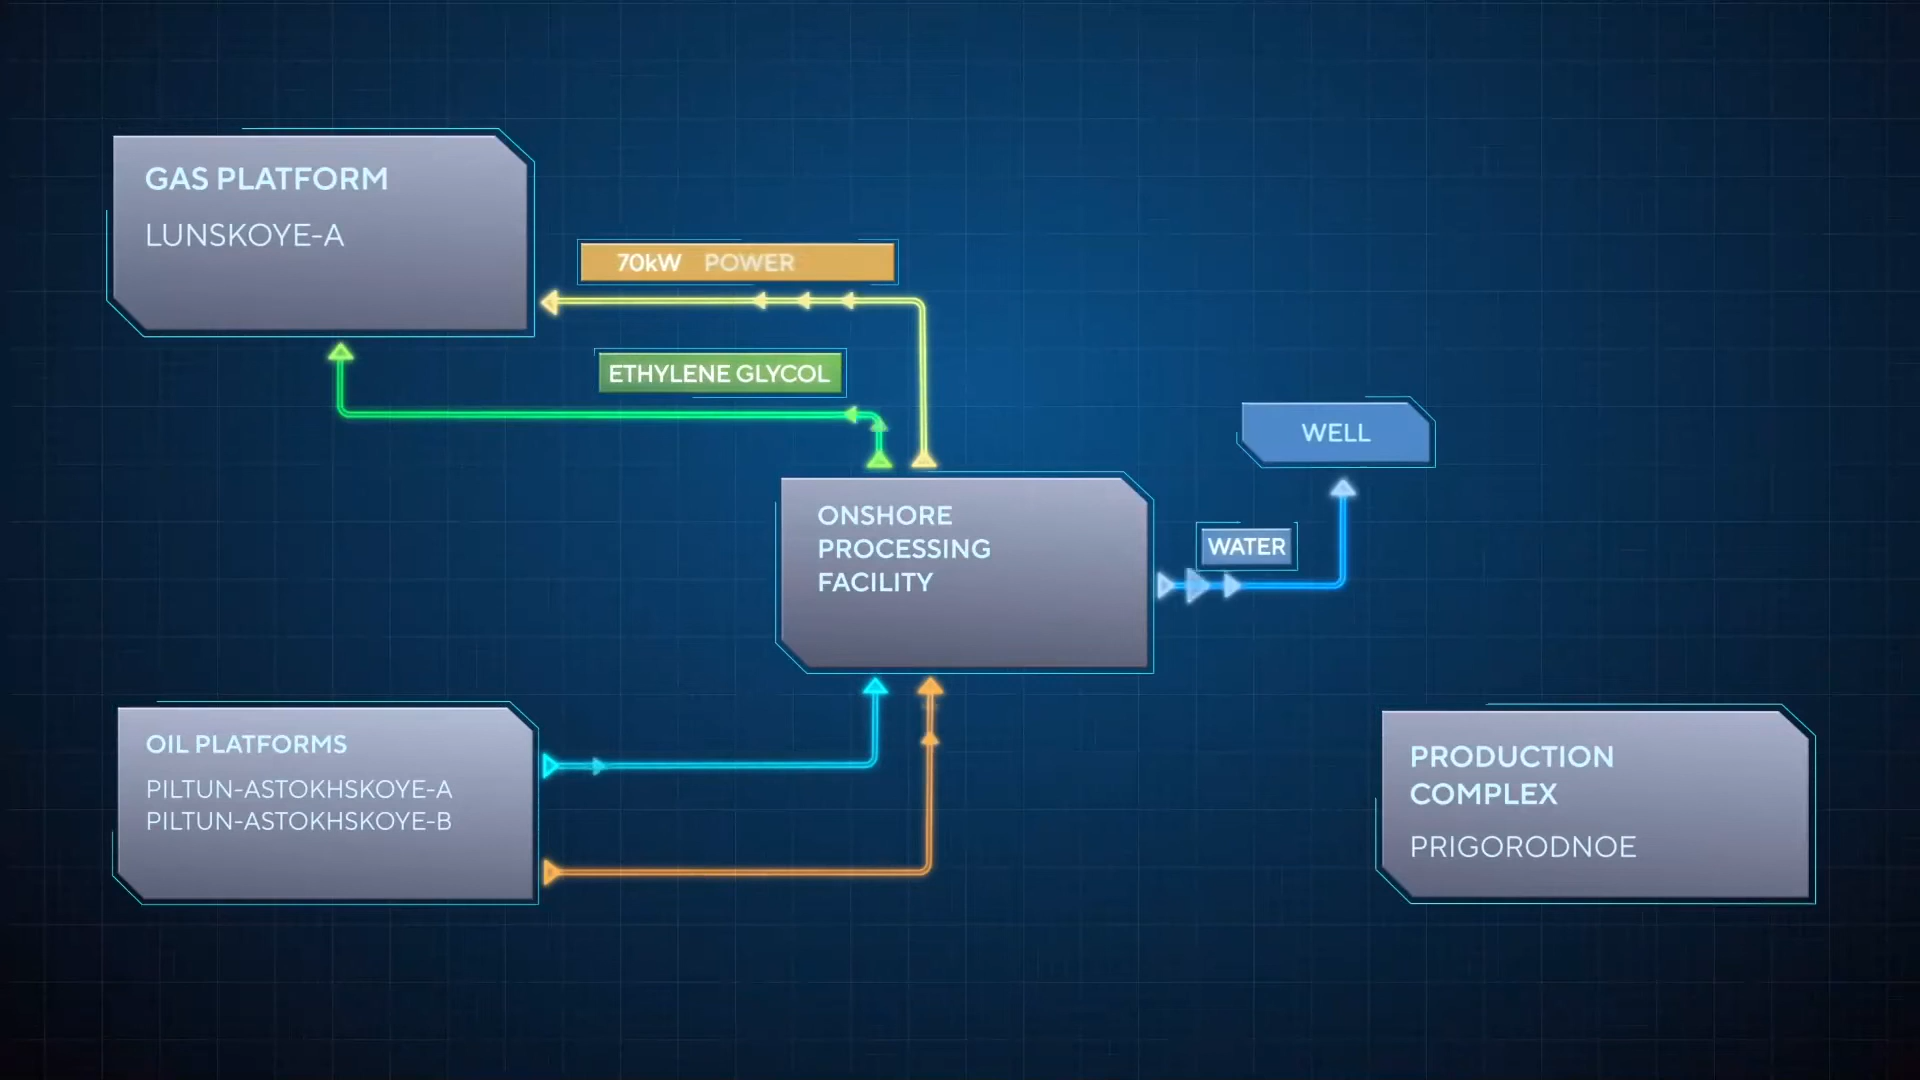 GAS PLATFORM
LUNSKOYE-A
70kW POWER
ETHYLENE GLYCOL
WELL
ONSHORE
PROCESSING
FACILITY
WATER
OIL PLATFORMS
PILTUN-ASTOKHSKOYE-A
PILTUN-ASTOKHSKOYE-B
PRODUCTION
COMPLEX
PRIGORODNOE